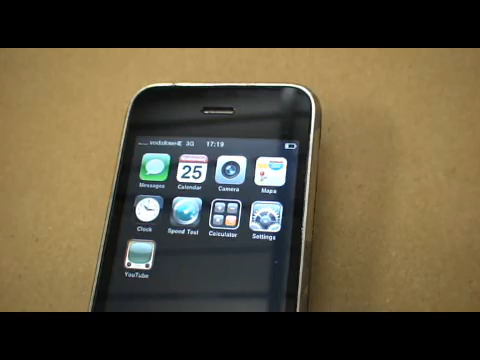 vodafone IE 3G 17:19
Messages Calendar Camera Maps
25
Clock Speed Test Calculator Settings
YouTube